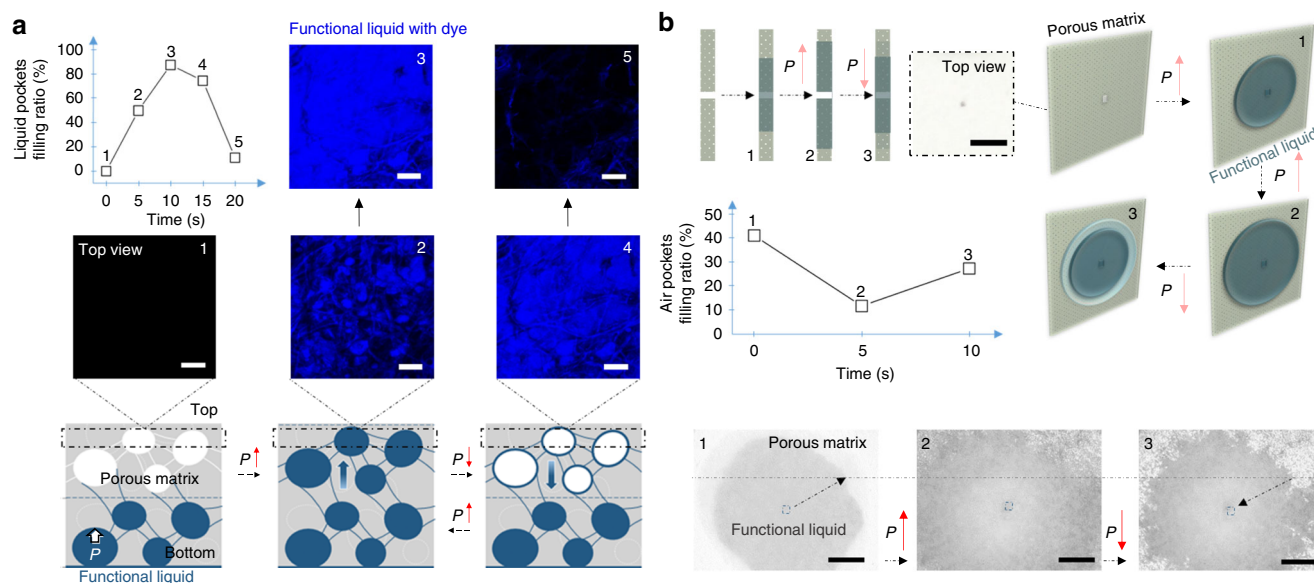 a
Liquid pockets
filling ratio (%)
100
80
60
40
20
0
1
2
3
4
5
0
5
10
15
20
Time (s)
Functional liquid with dye
3
5
Top view
1
2
4
Top
P
Porous matrix
P
Bottom
Functional liquid
P
P
b
P
P
1
2
3
Top view
Porous matrix
P
1
Functional liquid
P
3
2
P
Air pockets
filling ratio (%)
50
40
30
20
10
0
1
2
3
0
5
10
Time (s)
1
Porous matrix
Functional liquid
P
2
P
3